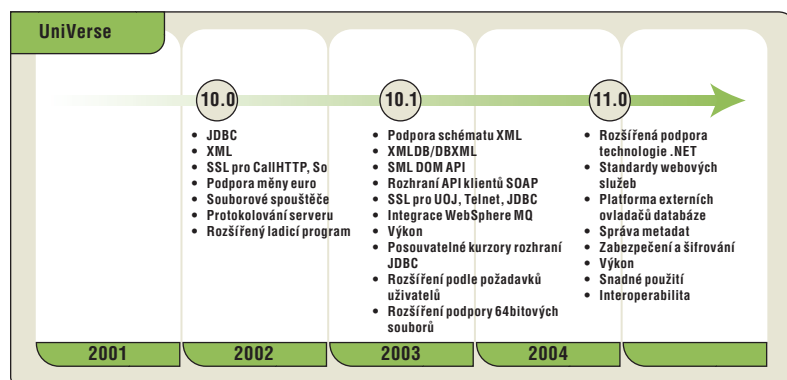 UniVerse
10.0
• JDBC
• XML
• SSL pro CallHTTP, So
• Podpora měny euro
• Souborové spouštěče
• Protokolování serveru
• Rozšířený ladicí program
10.1
• Podpora schématu XML
• XMLDB/DBXML
• SML DOM API
• Rozhraní API klientů SOAP
• SSL pro UOJ, Telnet, JDBC
• Integrace WebSphere MQ
• Výkon
• Posouvatelné kurzory rozhraní
JDBC
• Rozšíření podle požadavků
uživatelů
• Rozšíření podpory 64bitových
souborů
11.0
• Rozšířená podpora
technologie .NET
• Standardy webových
služeb
• Platforma externích
ovladačů databáze
• Správa metadat
• Zabezpečení a šifrování
• Výkon
• Snadné použití
• Interoperabilita
2001
2002
2003
2004